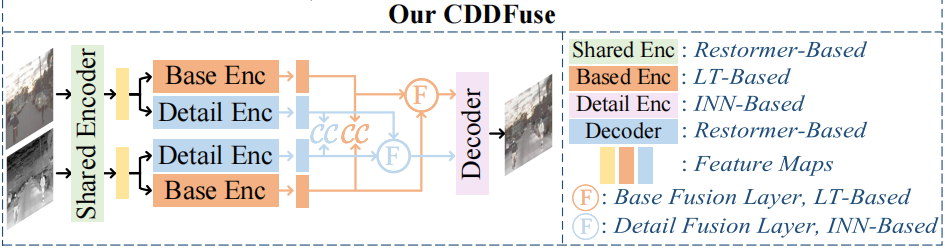 Our CDDFuse
Shared Encoder
Base Enc
Detail Enc
Detail Enc
Base Enc
CC
CC
F
F
Decoder
Shared Enc : Restormer-Based
Based Enc : LT-Based
Detail Enc : INN-Based
Decoder : Restormer-Based
: Feature Maps
F : Base Fusion Layer, LT-Based
F : Detail Fusion Layer, INN-Based